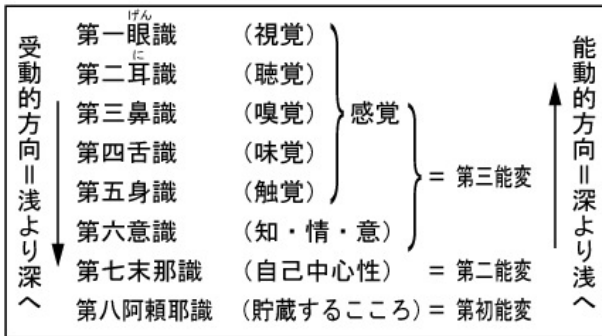 受動的方向＝浅より深へ
第一眼識 （視覚）
げん
第二耳識 （聴覚）
に
第三鼻識 （嗅覚）
第四舌識 （味覚）
第五身識 （触覚）
感覚
第六意識 （知・情・意）
＝ 第三能変
第七末那識 （自己中心性） ＝ 第二能変
第八阿頼耶識 （貯蔵するこころ）＝ 第初能変
能動的方向＝深より浅へ